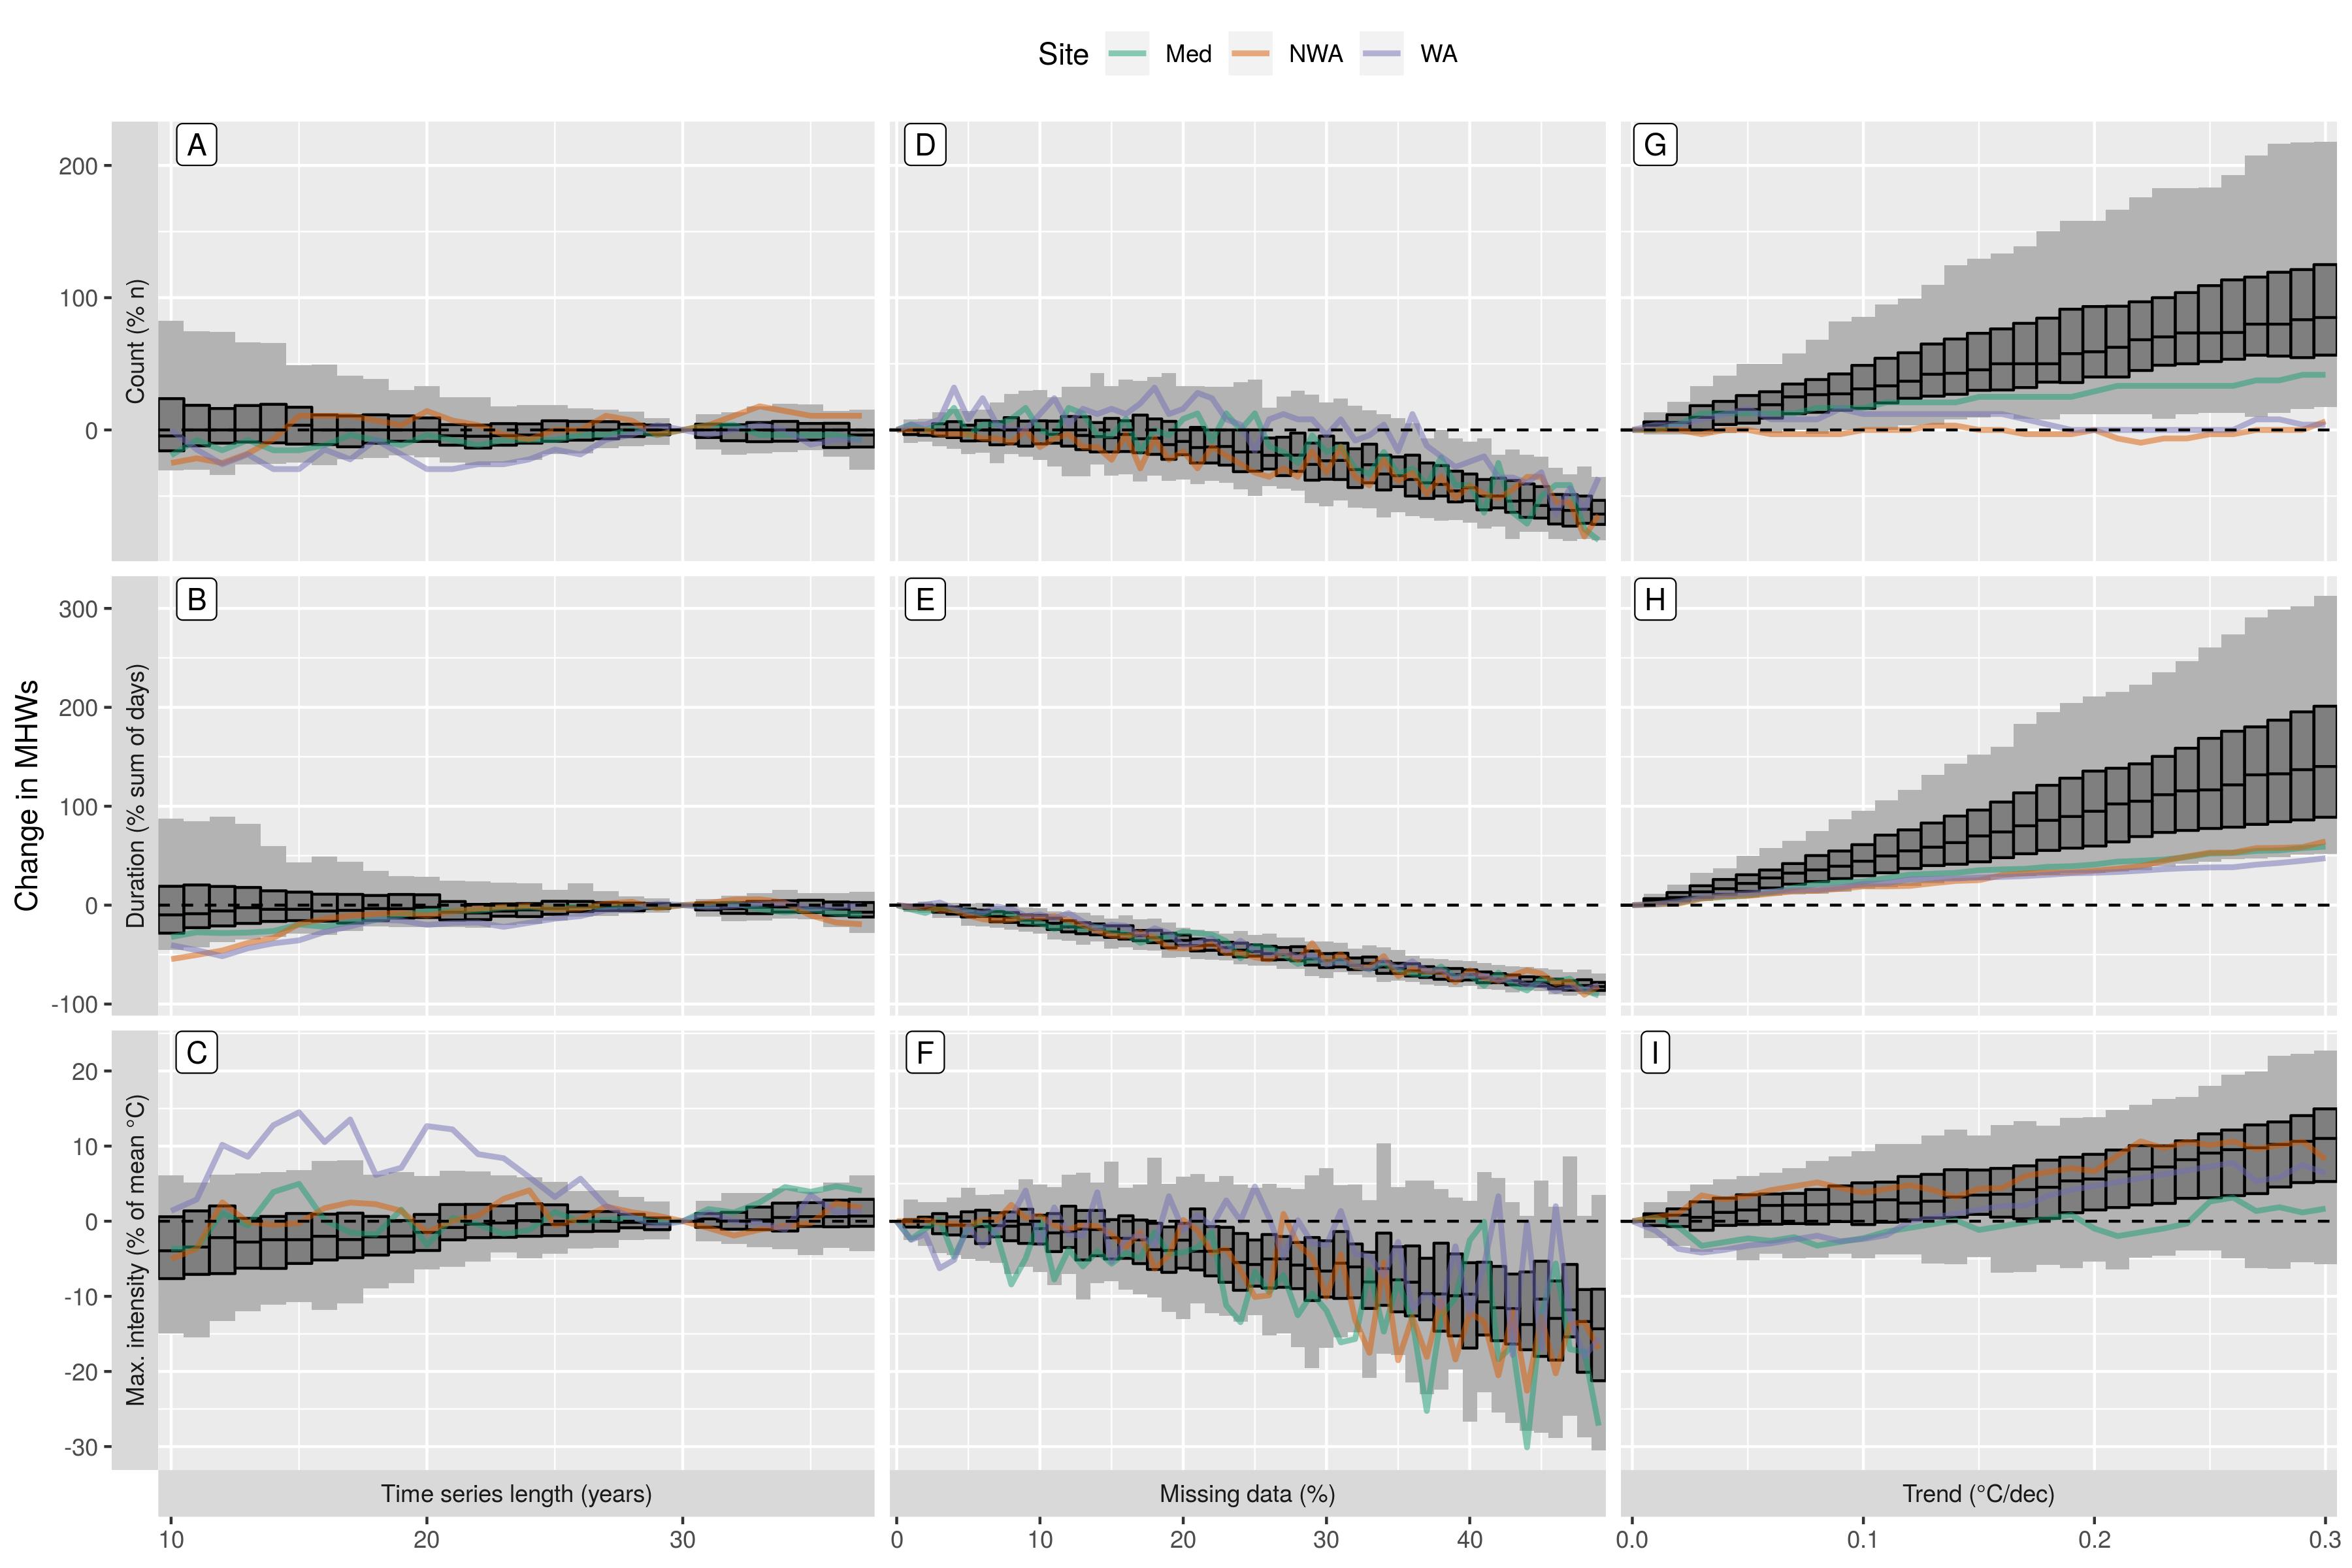 Site Med NWA WA
A D G
200
100
0
Count (% n)
B E H
300
200
100
0
-100
Duration (% sum of days)
Change in MHWs
C F I
20
10
0
-10
-20
-30
Max. intensity (% of mean °C)
Time series length (years) Missing data (%) Trend (°C/dec)
10 20 30 0 10 20 30 40 0.0 0.1 0.2 0.3